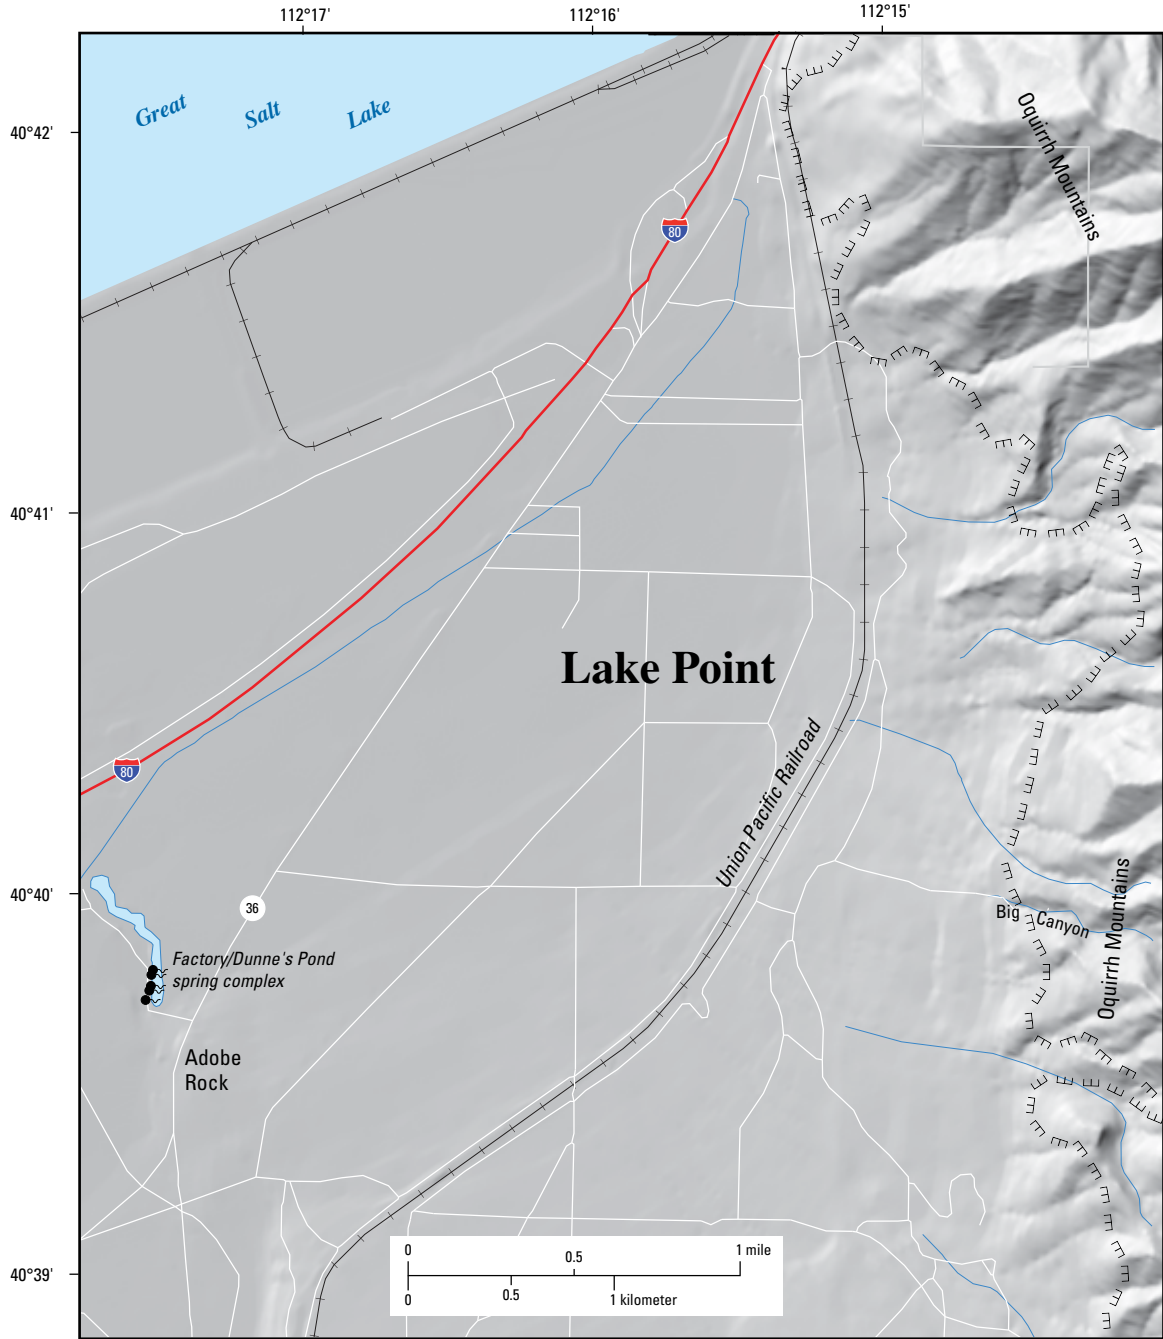 112°17'
112°16'
112°15'
Great Salt Lake
Oquirrh Mountains
40°42'
80
40°41'
Lake Point
Union Pacific Railroad
80
40°40'
36
Big Canyon
Oquirrh Mountains
Factory/Dunne's Pond
spring complex
Adobe
Rock
0 0.5 1 mile
0 0.5 1 kilometer
40°39'